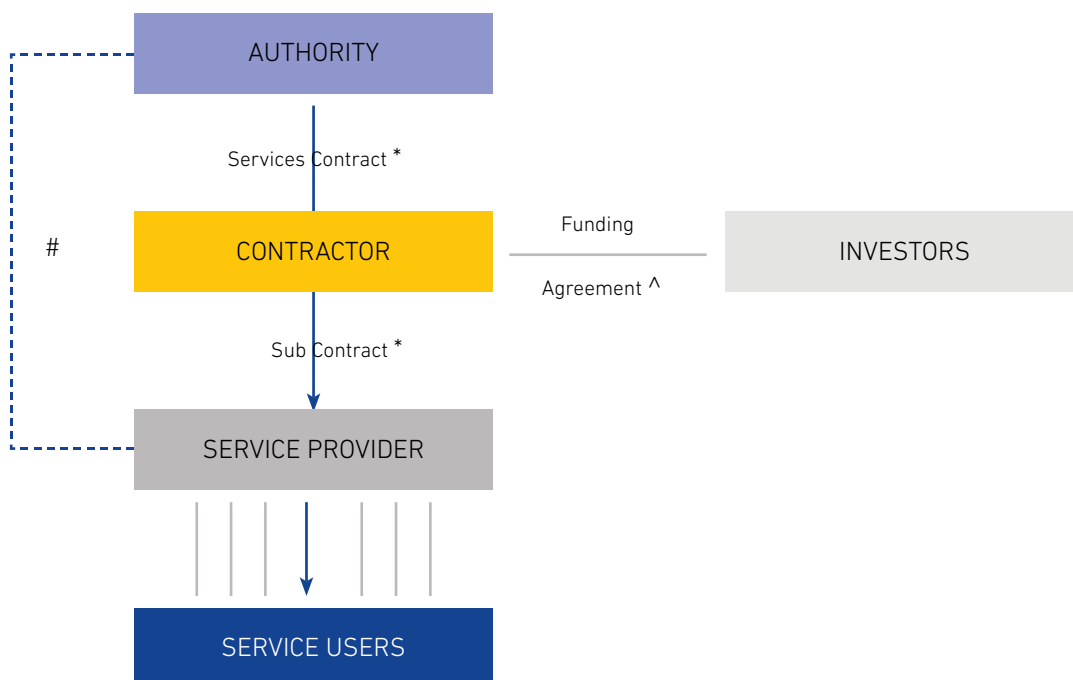 AUTHORITY
Services Contract *
#
CONTRACTOR
Funding
Agreement ^
INVESTORS
Sub Contract *
SERVICE PROVIDER
SERVICE USERS